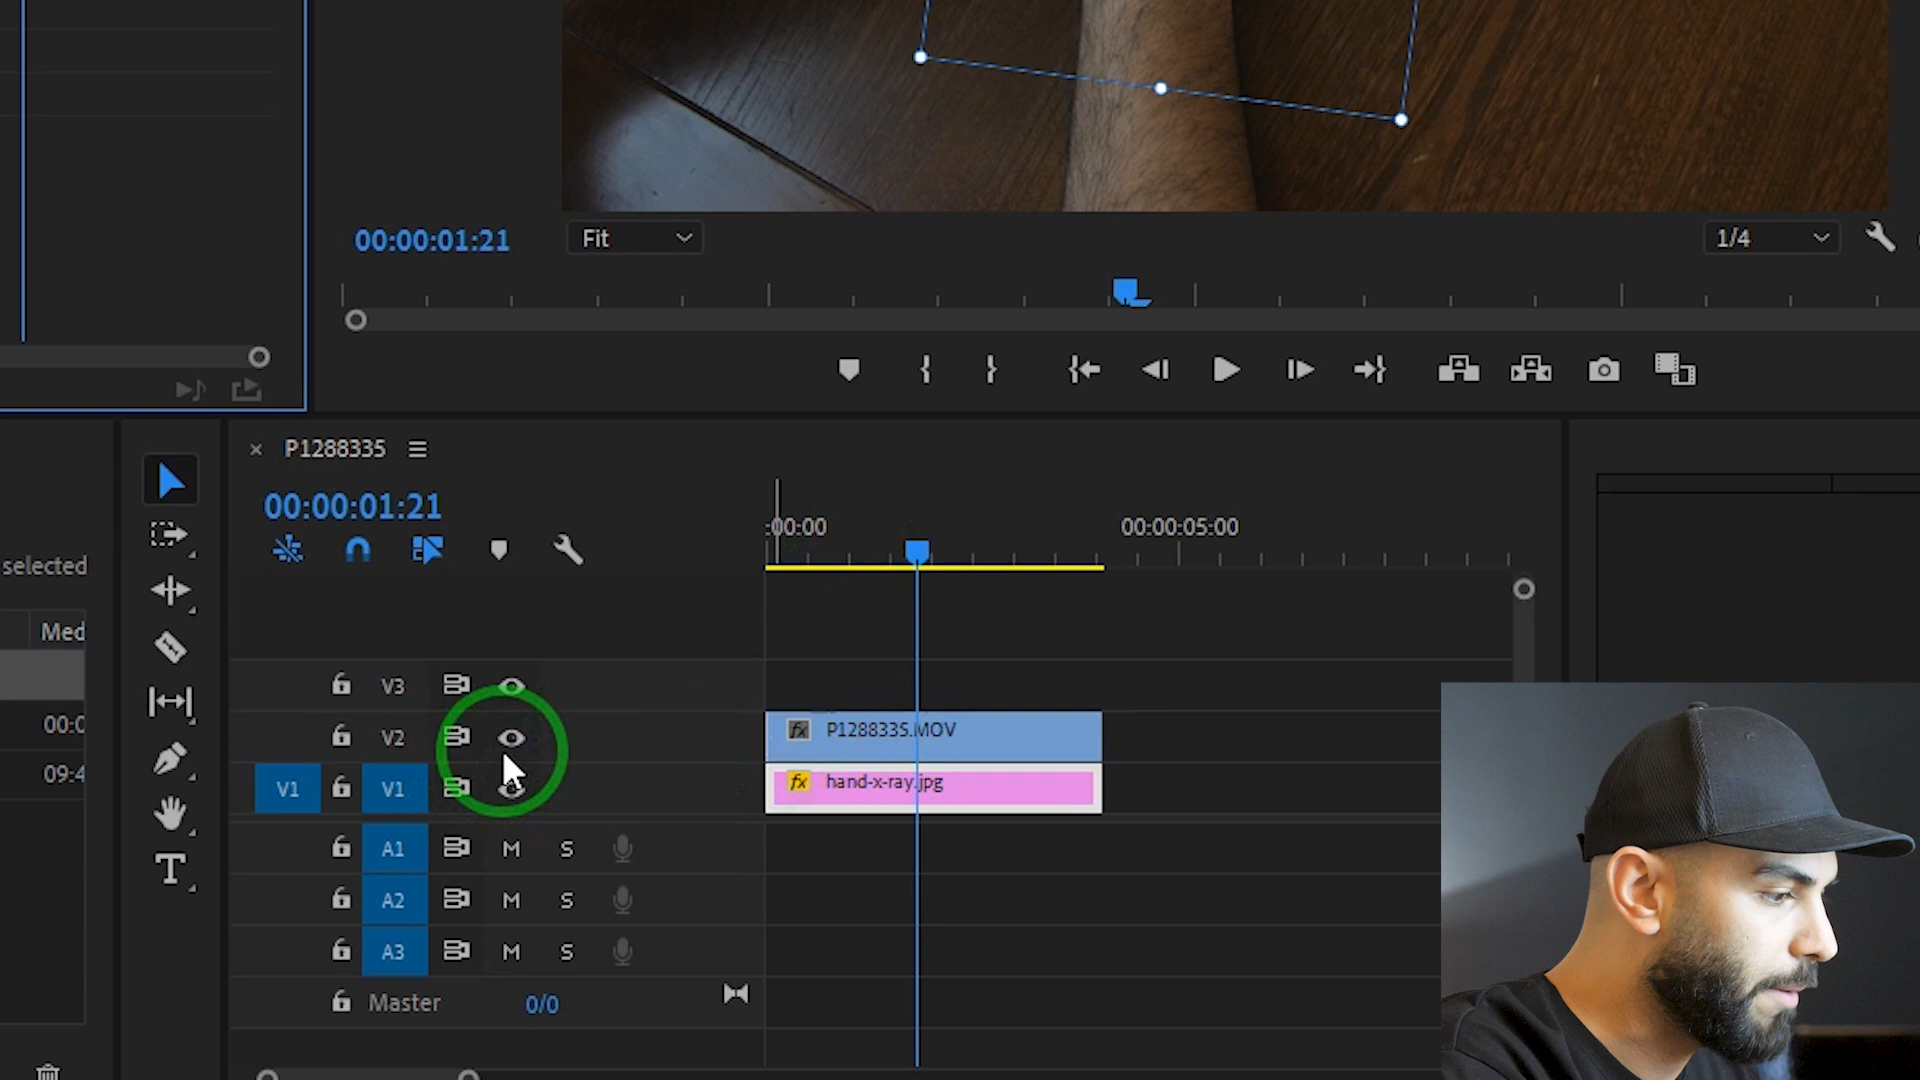 00:00:01:21
Fit
1/4
P1288335
00:00:01:21
:00:00
00:00:05:00
selected
Med
V3
V2
P1288335.MOV
fx
00:0
09:4
V1
V1
fx
hand-x-ray.jpg
A1
M
S
A2
M
S
A3
M
S
Master
0/0
T